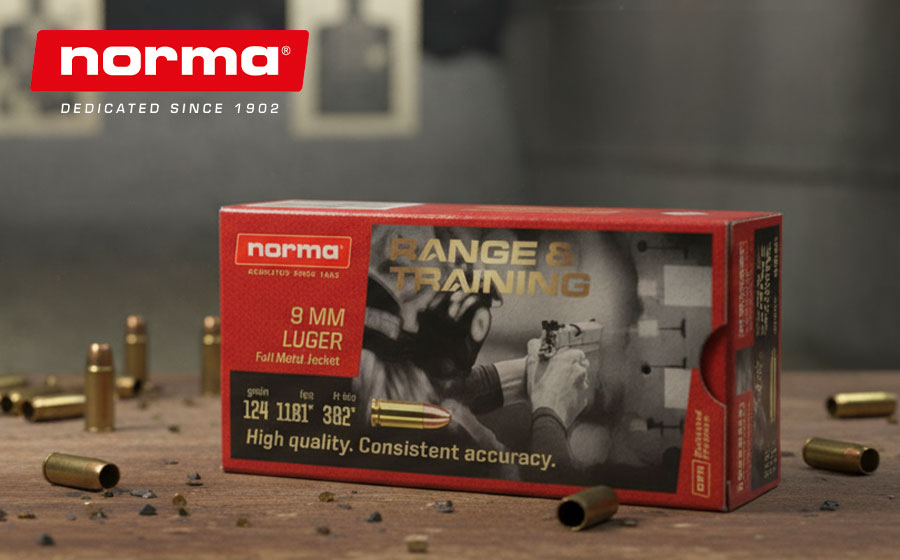 norma®
DEDICATED SINCE 1902
norma
RANGE &
TRAINING
9 MM
LUGER
Full Metal Jacket
grain
124 1181" 382"
High quality. Consistent accuracy.